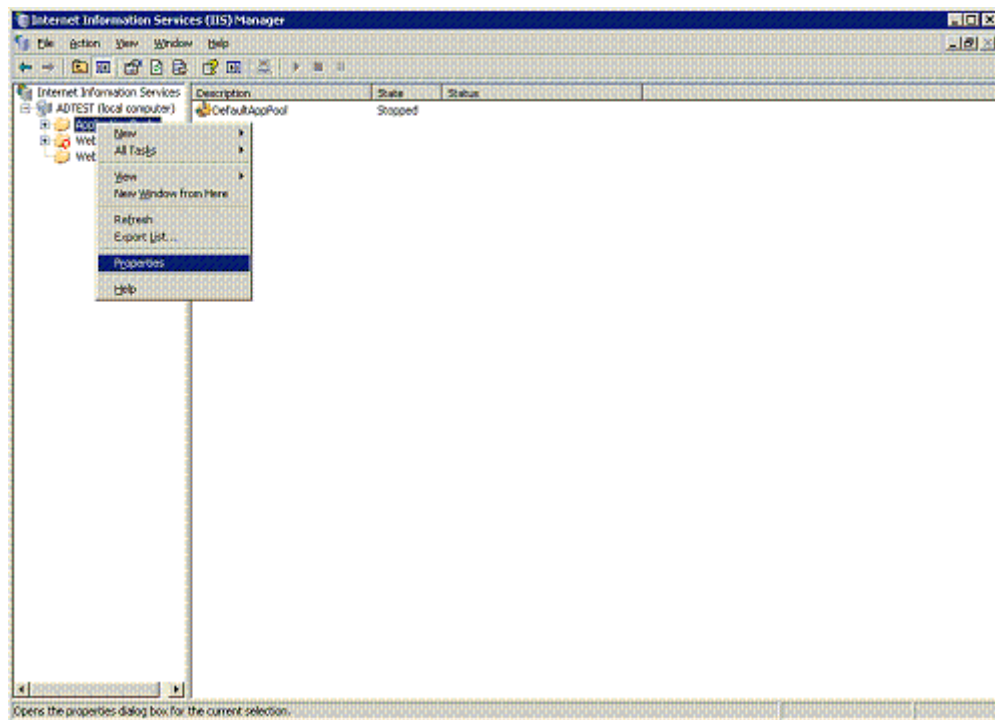 Internet Information Services (IIS) Manager
File Action View Window Help
Internet Information Services
Description State Status
ADTEST (local computer)
DefaultAppPool Stopped
Web
Web
New
All Tasks
View
New Window from Here
Refresh
Export List...
Properties
Help
Opens the properties dialog box for the current selection.